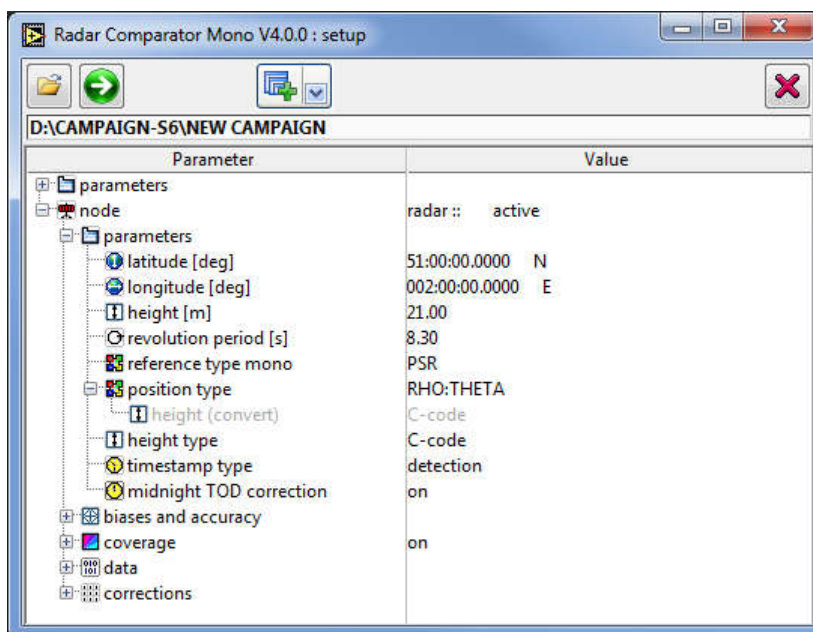 Radar Comparator Mono V4.0.0 : setup
D:\CAMPAIGN-S6\NEW CAMPAIGN
Parameter Value
parameters
node radar :: active
parameters
latitude [deg] 51:00:00.0000 N
longitude [deg] 002:00:00.0000 E
height [m] 21.00
revolution period [s] 8.30
reference type mono PSR
position type RHO:THETA
height (convert) C-code
height type C-code
timestamp type detection
midnight TOD correction on
biases and accuracy
coverage on
data
corrections